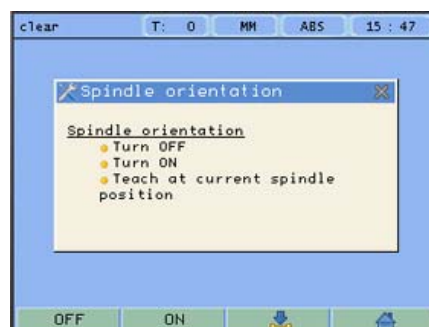 clear T: 0 MM ABS 15 : 47
Spindle orientation
Spindle orientation
Turn OFF
Turn ON
Teach at current spindle
position
OFF ON